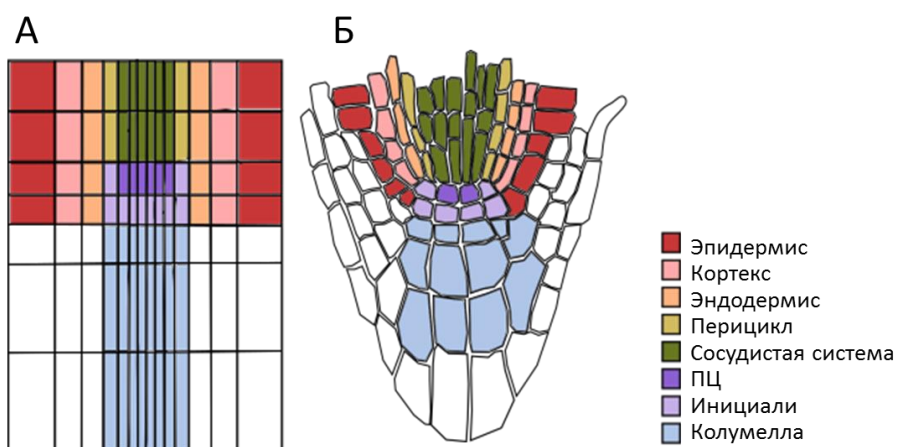 А
Б
Эпидермис
Кортекс
Эндодермис
Перицикл
Сосудистая система
ПЦ
Инициали
Колумелла